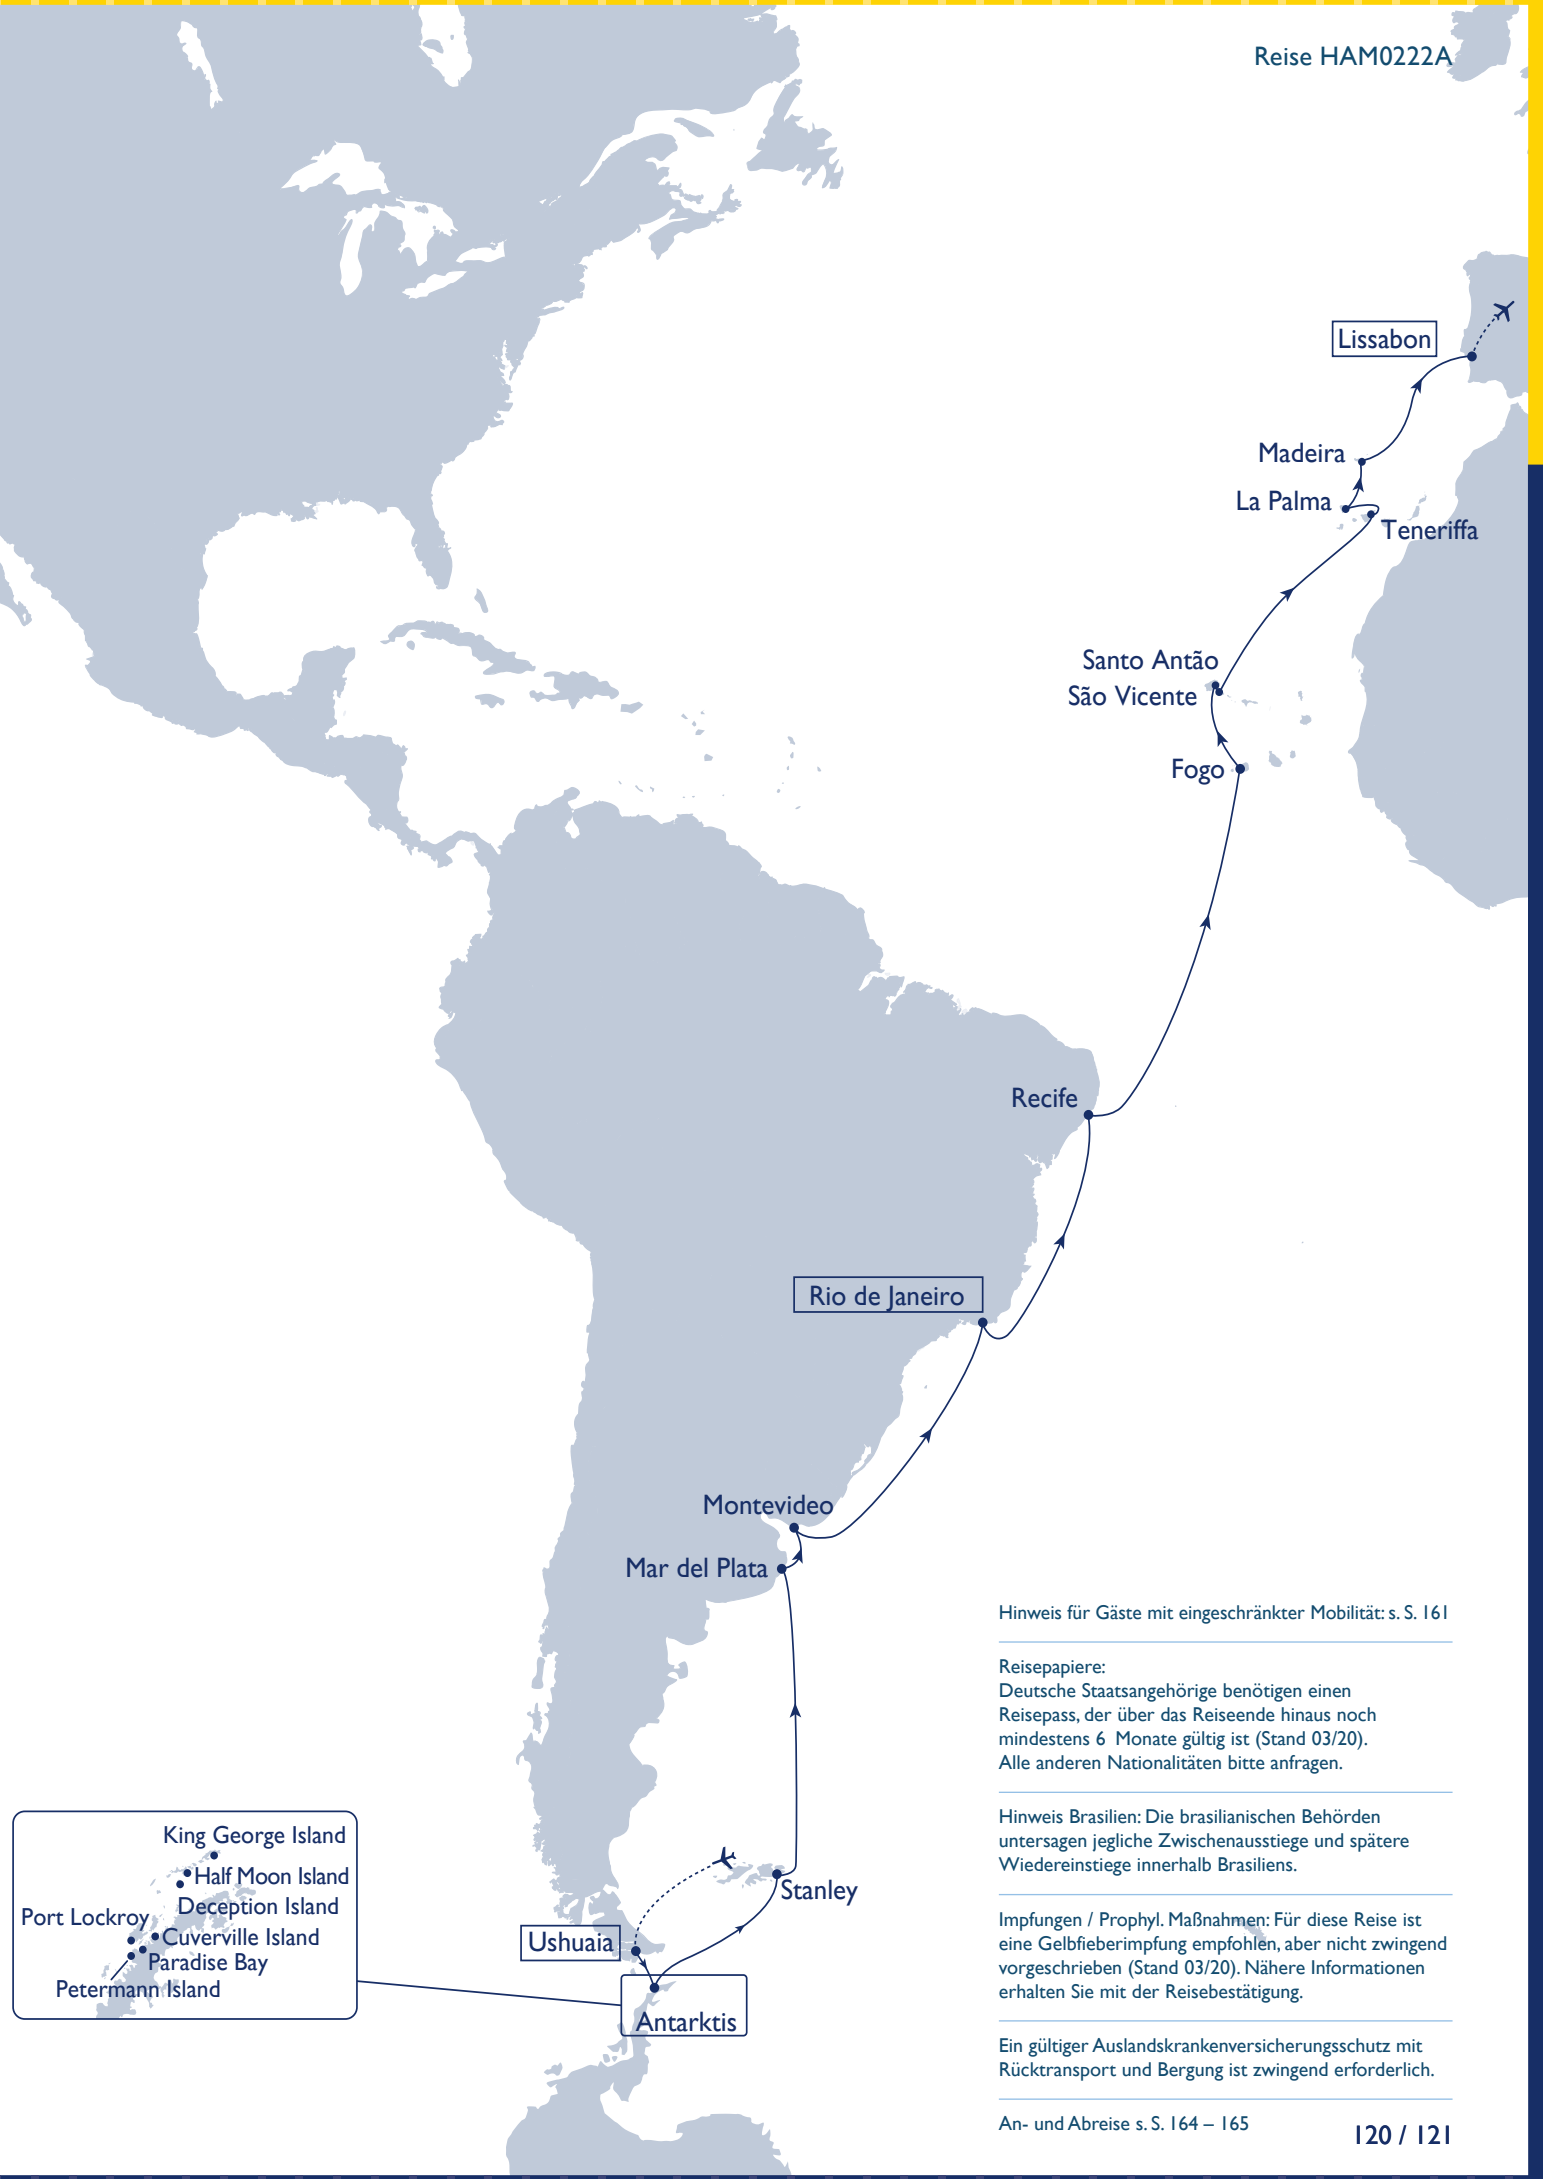 Reise HAM0222A
Lissabon
Madeira
La Palma
Teneriffa
Santo Antão
São Vicente
Fogo
Recife
Rio de Janeiro
Montevideo
Mar del Plata
Stanley
Ushuaia
Antarktis
King George Island
Half Moon Island
Deception Island
Port Lockroy
Cuverville Island
Paradise Bay
Petermann Island
Hinweis für Gäste mit eingeschränkter Mobilität: s. S. 161
Reisepapiere:
Deutsche Staatsangehörige benötigen einen
Reisepass, der über das Reiseende hinaus noch
mindestens 6 Monate gültig ist (Stand 03/20).
Alle anderen Nationalitäten bitte anfragen.
Hinweis Brasilien: Die brasilianischen Behörden
untersagen jegliche Zwischenausstiege und spätere
Wiedereinstiege innerhalb Brasiliens.
Impfungen / Prophyl. Maßnahmen: Für diese Reise ist
eine Gelbfieberimpfung empfohlen, aber nicht zwingend
vorgeschrieben (Stand 03/20). Nähere Informationen
erhalten Sie mit der Reisebestätigung.
Ein gültiger Auslandskrankenversicherungsschutz mit
Rücktransport und Bergung ist zwingend erforderlich.
An- und Abreise s. S. 164 – 165
120 / 121